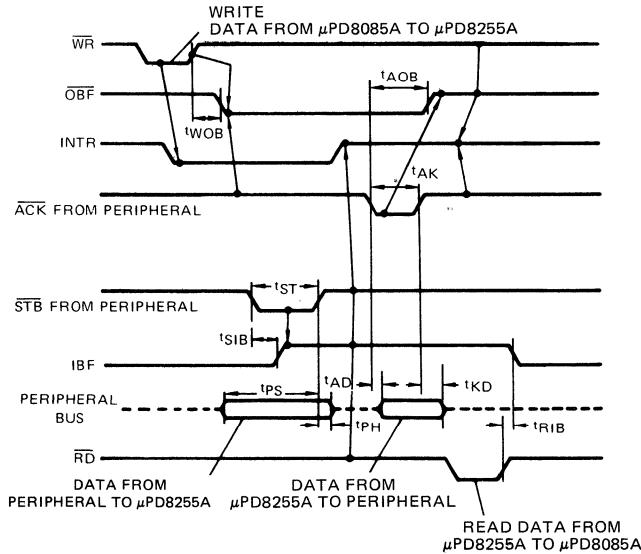 WRITE
DATA FROM μPD8085A TO μPD8255A
WR
tAOB
OBF
tWOB
INTR
tAK
ACK FROM PERIPHERAL
tST
STB FROM PERIPHERAL
tSIB
IBF
tPS
tAD
tKD
PERIPHERAL
BUS
tPH
tRIB
RD
DATA FROM
PERIPHERAL TO μPD8255A
DATA FROM
μPD8255A TO PERIPHERAL
READ DATA FROM
μPD8255A TO μPD8085A